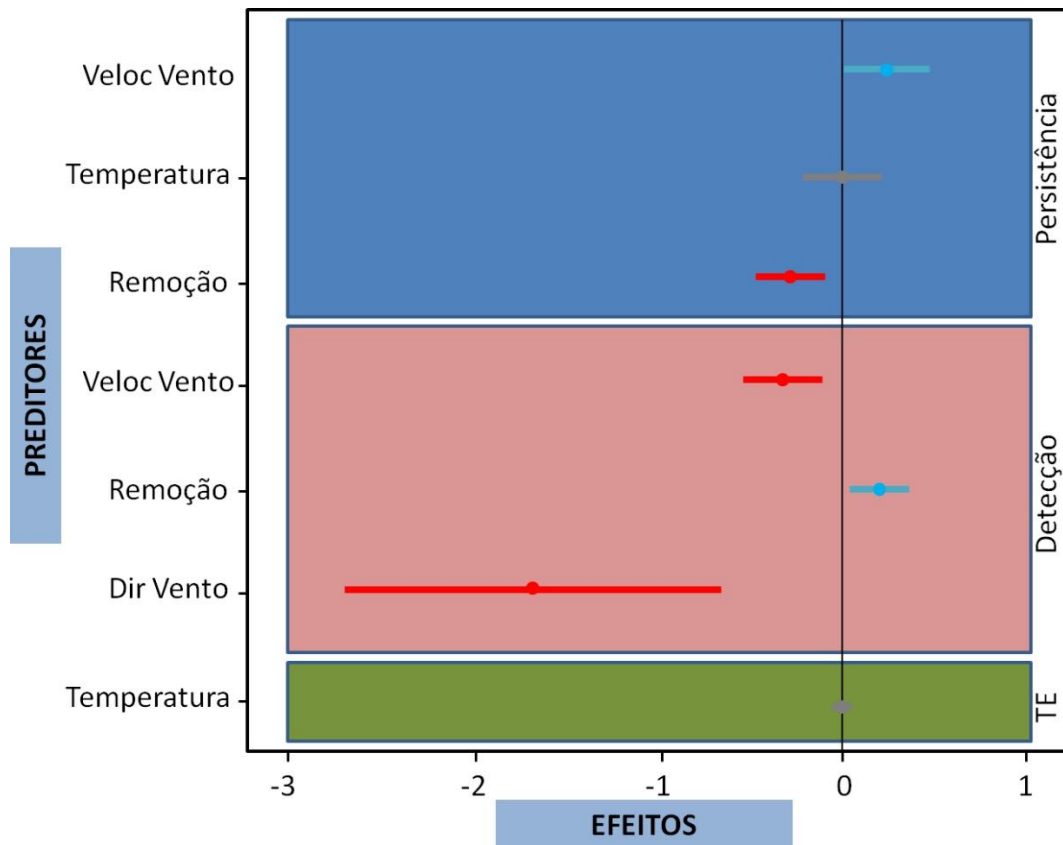 Veloc Vento
Temperatura
Remoção
Persistência
Veloc Vento
Remoção
Dir Vento
Detecção
Temperatura
TE
PREDITORES
-3
-2
-1
0
1
EFEITOS